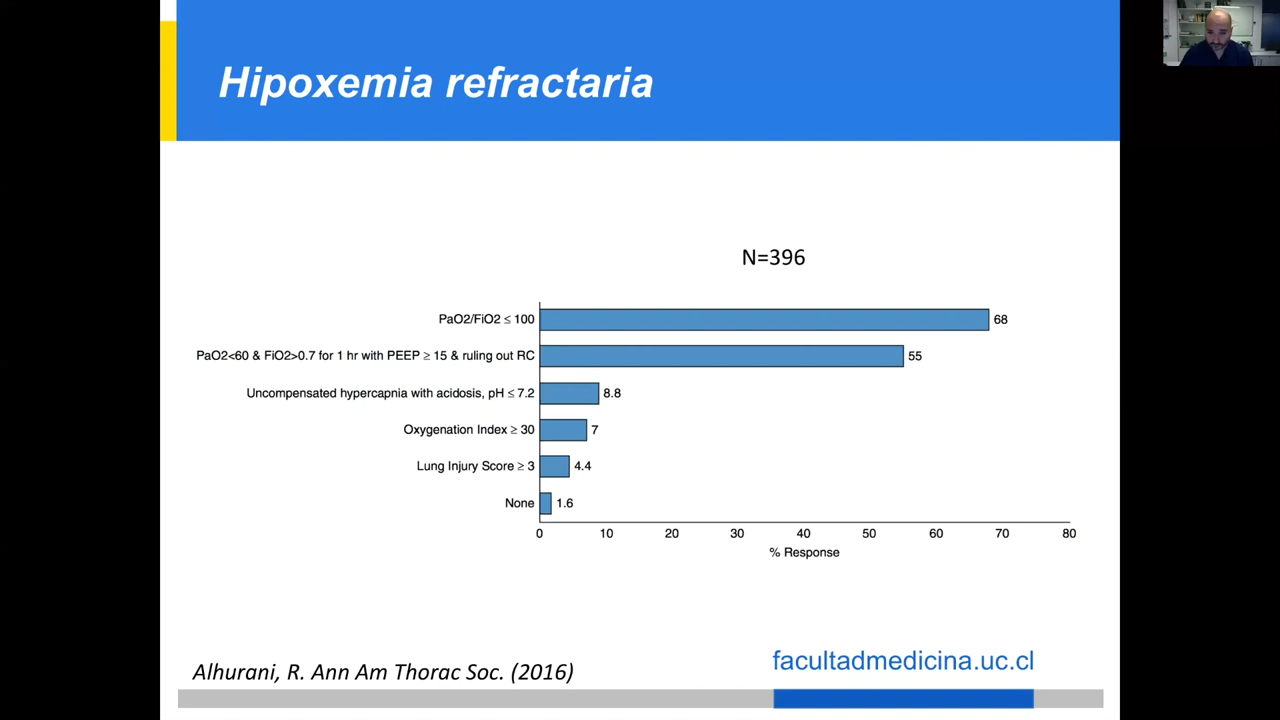 Hipoxemia refractaria
N=396
PaO2/FiO2 ≤ 100
68
PaO2<60 & FiO2>0.7 for 1 hr with PEEP ≥ 15 & ruling out RC
55
Uncompensated hypercapnia with acidosis, pH ≤ 7.2
8.8
Oxygenation Index ≥ 30
7
Lung Injury Score ≥ 3
4.4
None
1.6
0 10 20 30 40 50 60 70 80
% Response
Alhurani, R. Ann Am Thorac Soc. (2016)
facultadmedicina.uc.cl